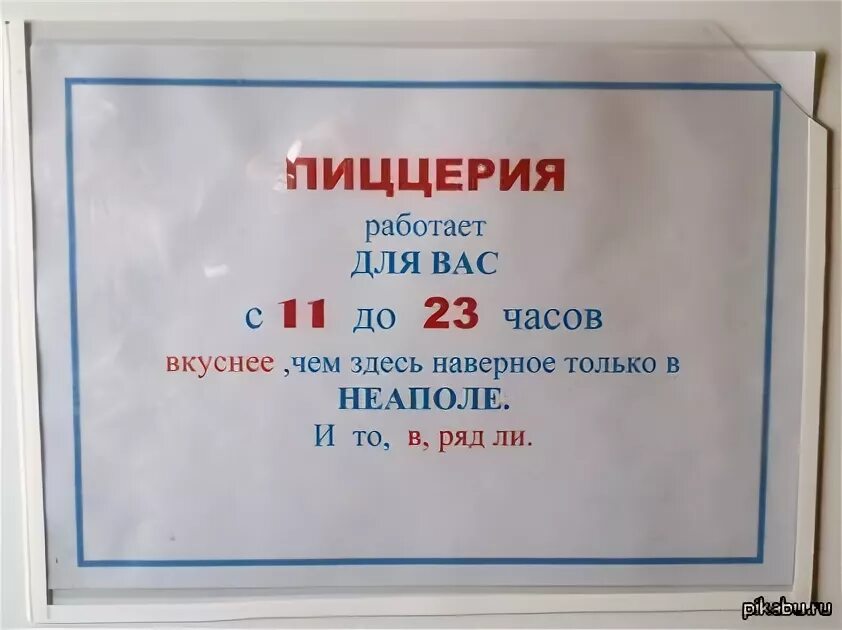 ПИЦЦЕРИЯ
работает
ДЛЯ ВАС
с 11 до 23 часов
вкуснее ,чем здесь наверное только в
НЕАПОЛЕ.
И то, в, ряд ли.
pikabu.ru